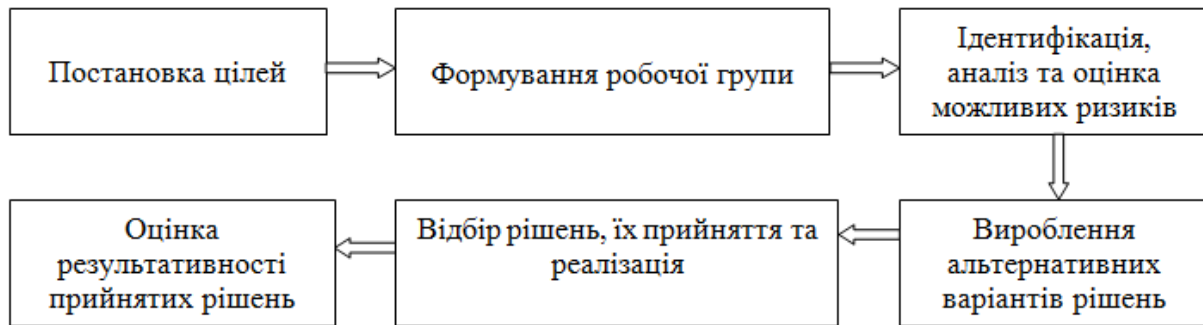 Постановка цілей
Формування робочої групи
Ідентифікація,
аналіз та оцінка
можливих ризиків
Вироблення
альтернативних
варіантів рішень
Відбір рішень, їх прийняття та
реалізація
Оцінка
результативності
прийнятих рішень